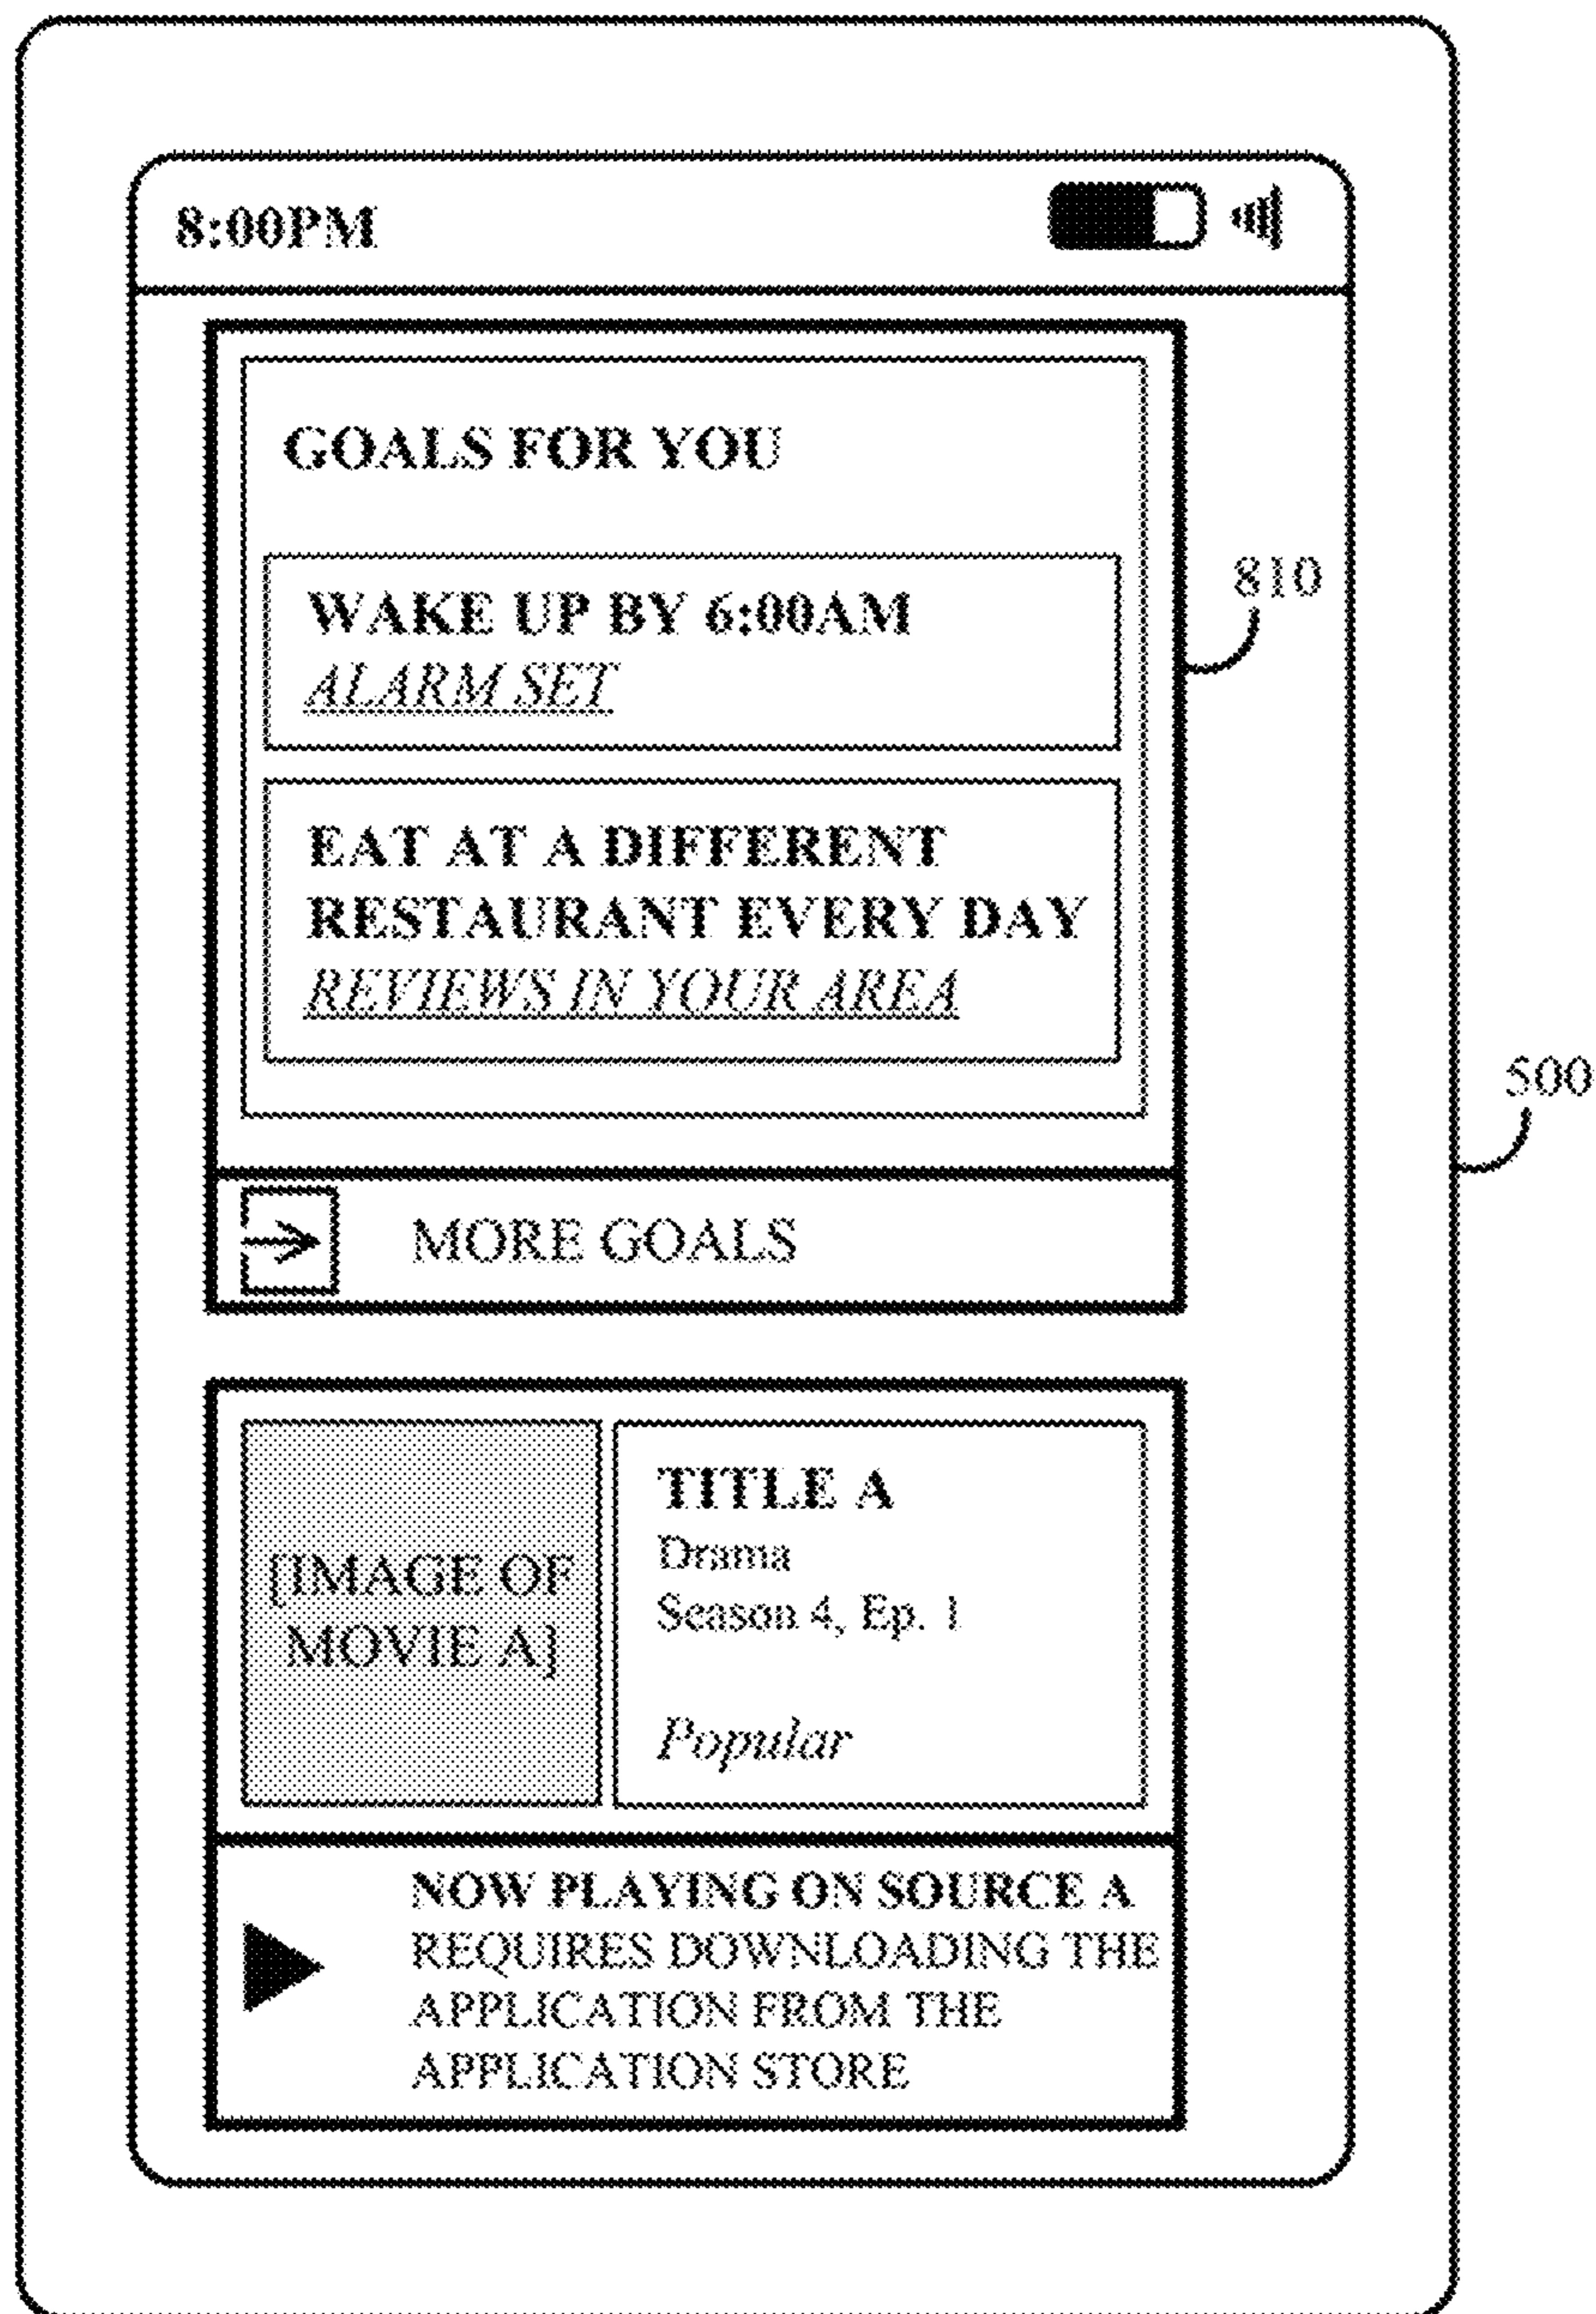 8:00PM
GOALS FOR YOU
WAKE UP BY 6:00AM
ALARM SET
810
EAT AT A DIFFERENT
RESTAURANT EVERY DAY
REVIEWS IN YOUR AREA
500
MORE GOALS
[IMAGE OF
MOVIE A]
TITLE A
Drama
Season 4, Ep. 1
Popular
NOW PLAYING ON SOURCE A
REQUIRES DOWNLOADING THE
APPLICATION FROM THE
APPLICATION STORE